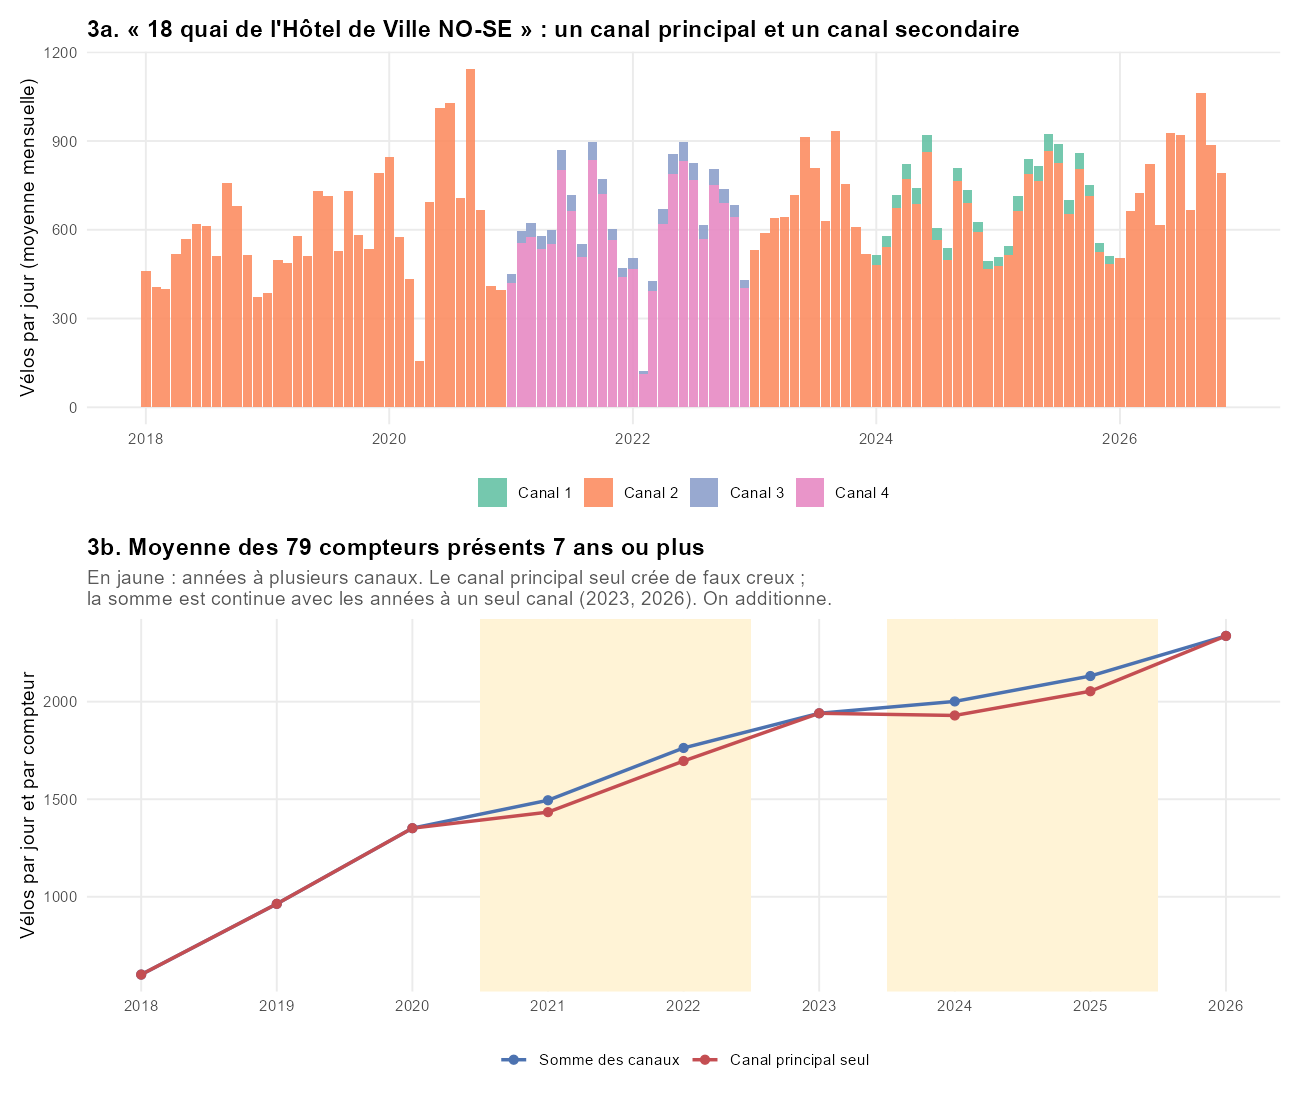 3a. « 18 quai de l'Hôtel de Ville NO-SE » : un canal principal et un canal secondaire
Vélos par jour (moyenne mensuelle)
1200
900
600
300
0
2018 2020 2022 2024 2026
Canal 1 Canal 2 Canal 3 Canal 4
3b. Moyenne des 79 compteurs présents 7 ans ou plus
En jaune : années à plusieurs canaux. Le canal principal seul crée de faux creux ;
la somme est continue avec les années à un seul canal (2023, 2026). On additionne.
Vélos par jour et par compteur
2000
1500
1000
2018 2019 2020 2021 2022 2023 2024 2025 2026
Somme des canaux Canal principal seul